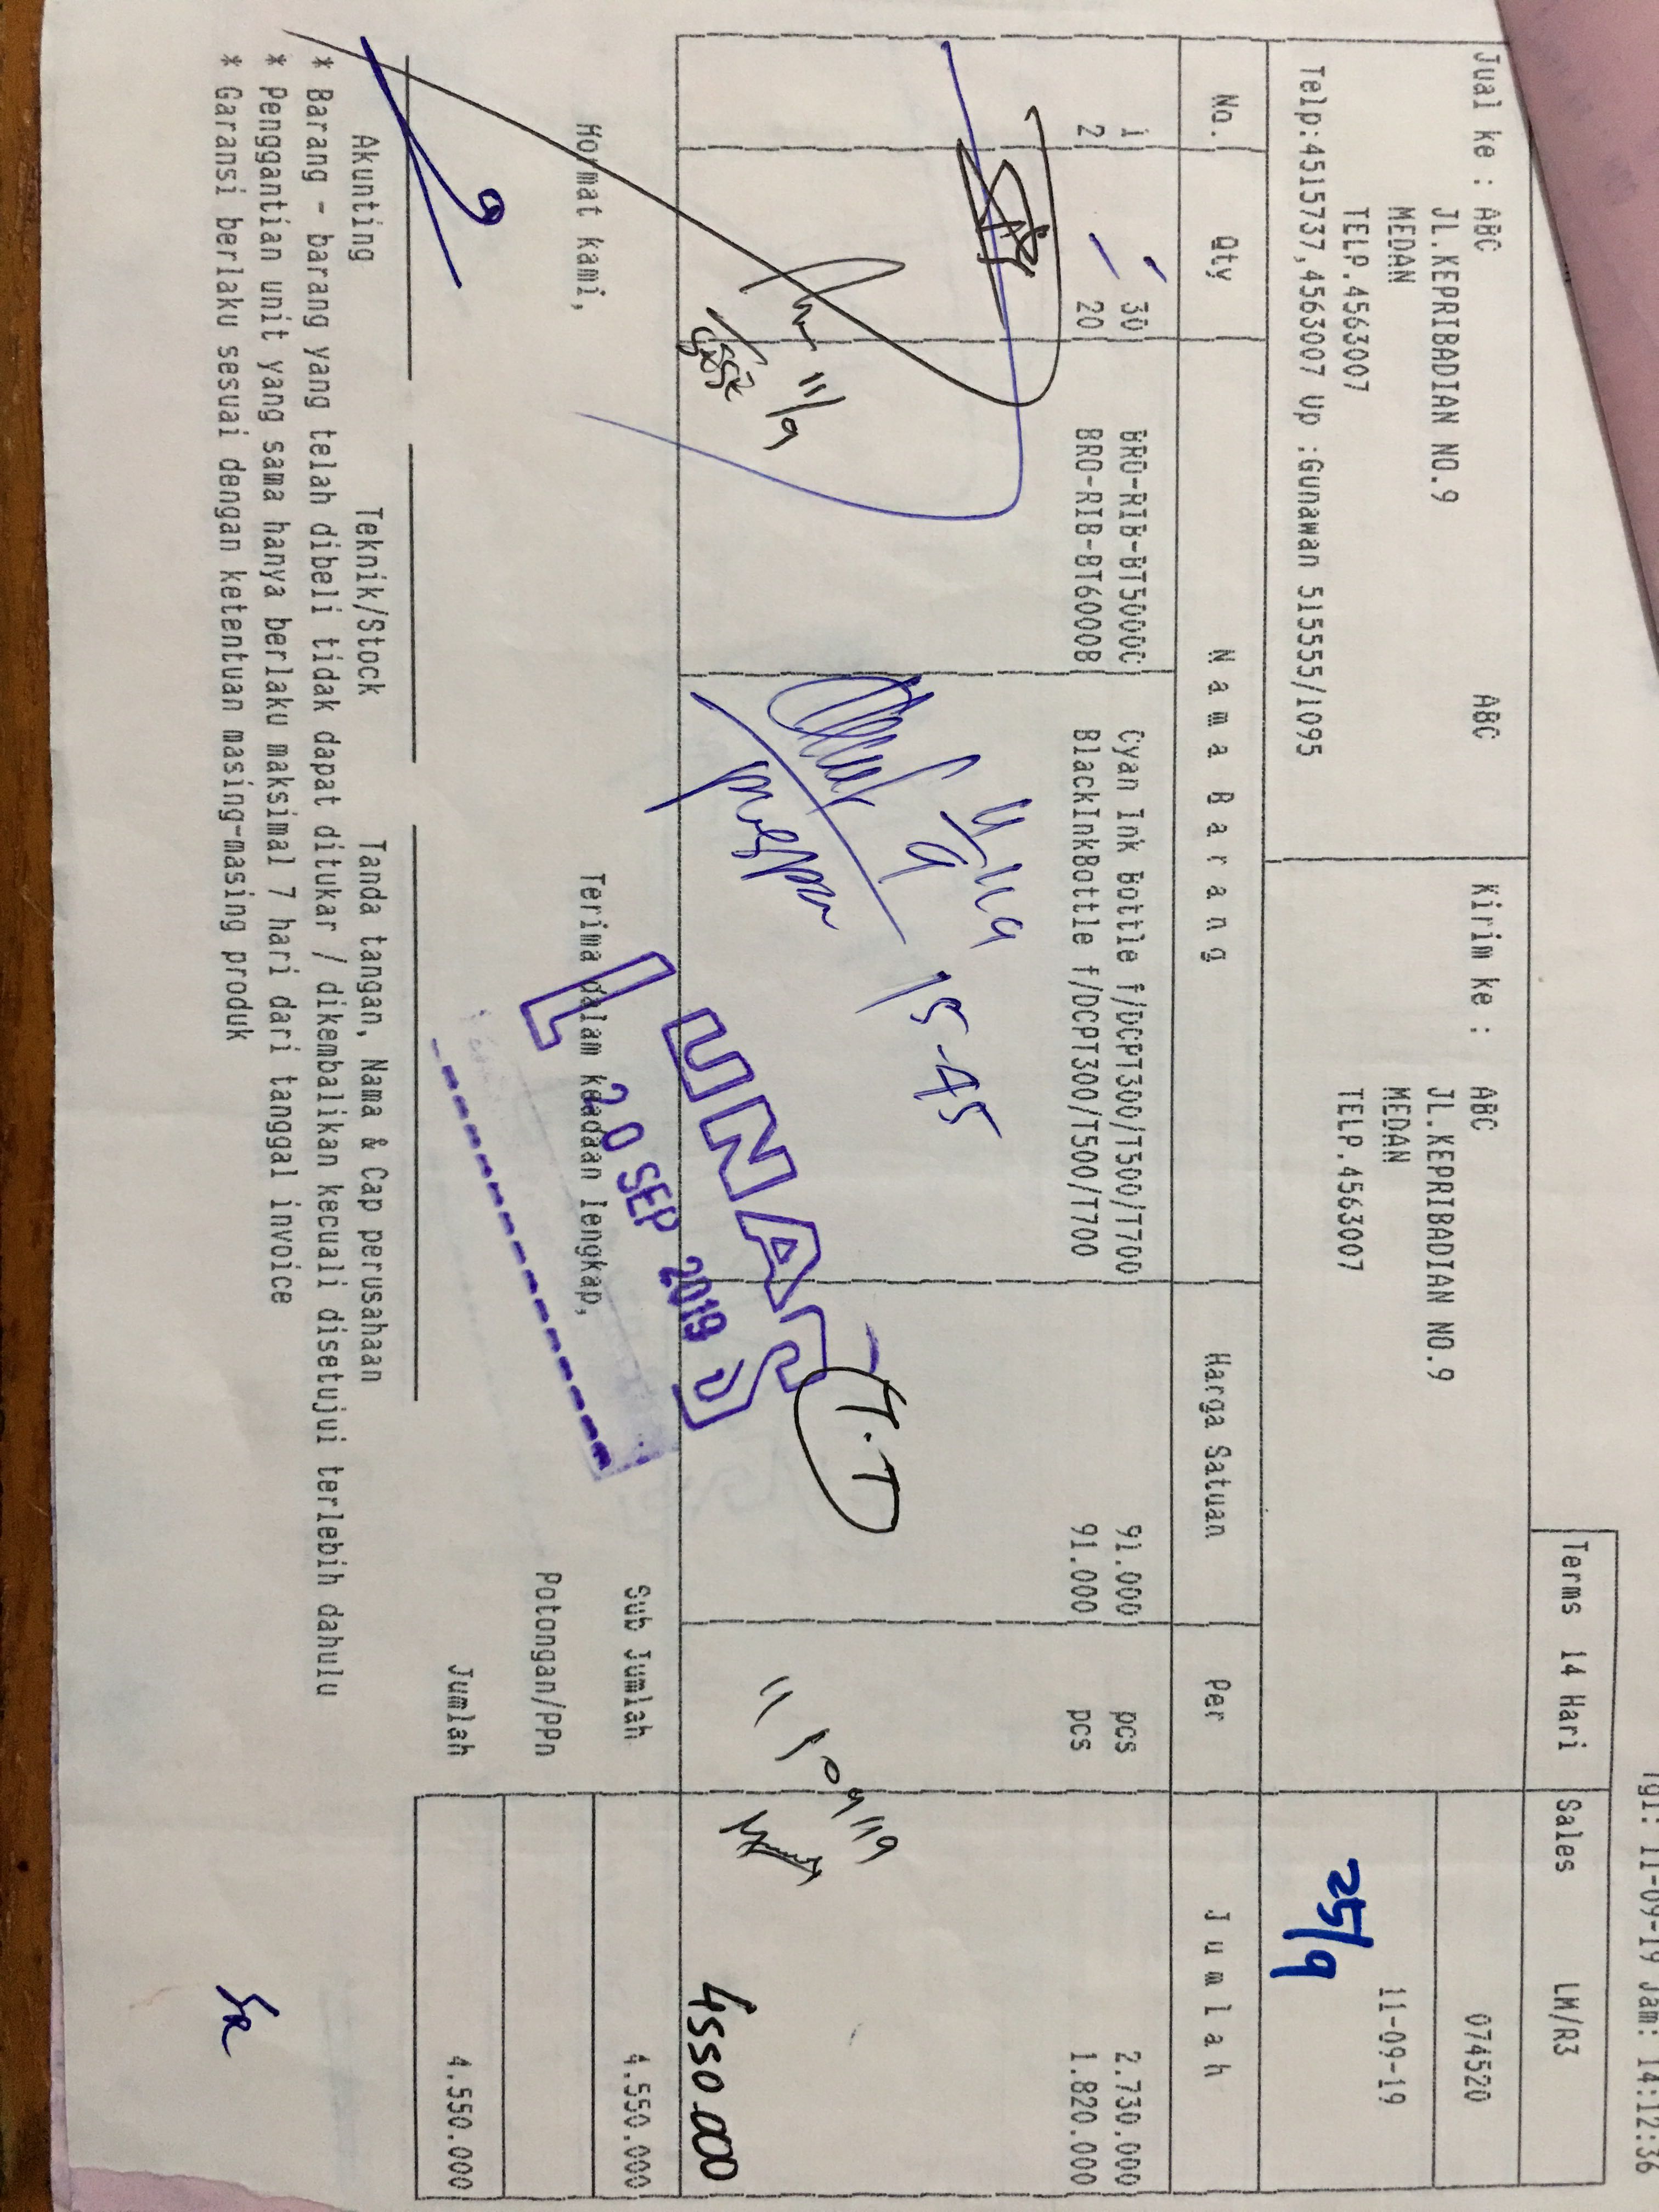 Tgl: 11-09-19 Jam: 14:12:36
Terms 14 Hari Sales LM/R3
Jual ke : ABC ABC Kirim ke : ABC 074520
JL.KEPRIBADIAN NO.9 JL.KEPRIBADIAN NO.9
MEDAN MEDAN 11-09-19
TELP.4563007 TELP.4563007
25/9
Telp:4515737,4563007 Up :Gunawan 515555/1095
No. Qty Nama Barang Harga Satuan Per Jumlah
1 30 BRO-RIB-BT5000C Cyan Ink Bottle f/DCPT300/T500/T700 91.000 pcs 2.730.000
2 20 BRO-RIB-BT6000B BlackInkBottle f/DCPT300/T500/T700 91.000 pcs 1.820.000
11/9 19
15-45
T.T
11/9
11/09/19
puspa
4550.000
LUNAS
20 SEP 2019
Sub Jumlah 4.550.000
Hormat kami, Terima dalam keadaan lengkap,
Potongan/PPn
Jumlah 4.550.000
Akunting Teknik/Stock Tanda tangan, Nama & Cap perusahaan
* Barang - barang yang telah dibeli tidak dapat ditukar / dikembalikan kecuali disetujui terlebih dahulu
* Penggantian unit yang sama hanya berlaku maksimal 7 hari dari tanggal invoice
* Garansi berlaku sesuai dengan ketentuan masing-masing produk